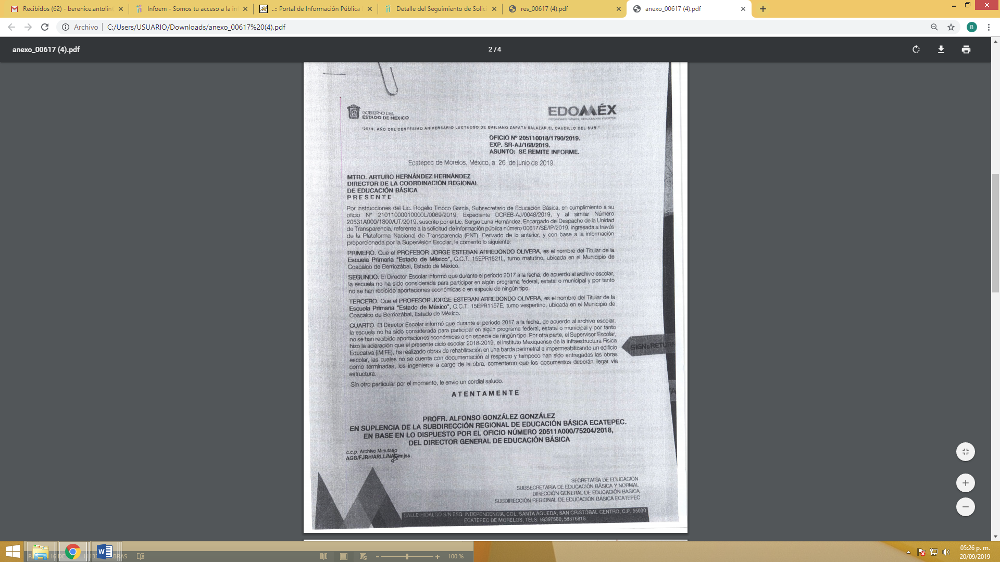 Recibidos (62) - berenice.antolin
Infoem - Somos tu acceso a la in
..:: Portal de Información Pública
Detalle del Seguimiento de Solici
res_00617 (4).pdf
anexo_00617 (4).pdf
Archivo
C:/Users/USUARIO/Downloads/anexo_00617%20(4).pdf
B
anexo_00617 (4).pdf
2 / 4
GOBIERNO DEL
ESTADO DE MÉXICO
EDOMÉX
DECISIONES FIRMES, RESULTADOS FUERTES.
"2019. AÑO DEL CENTÉSIMO ANIVERSARIO LUCTUOSO DE EMILIANO ZAPATA SALAZAR. EL CAUDILLO DEL SUR."
OFICIO Nº 205110018/1790/2019.
EXP. SR-AJ/168/2019.
ASUNTO: SE REMITE INFORME.
Ecatepec de Morelos, México, a 26 de junio de 2019.
MTRO. ARTURO HERNÁNDEZ HERNÁNDEZ
DIRECTOR DE LA COORDINACIÓN REGIONAL
DE EDUCACIÓN BÁSICA
P R E S E N T E
Por instrucciones del Lic. Rogelio Tinoco García, Subsecretario de Educación Básica, en cumplimiento a su
oficio Nº 21011000010000L/0069/2019, Expediente DCREB-AJ/0048/2019, y al similar Número
20531A000/1800/UT/2019, suscrito por el Lic. Sergio Luna Hernández, Encargado del Despacho de la Unidad
de Transparencia, referente a la solicitud de información pública número 00617/SE/IP/2019, ingresada a través
de la Plataforma Nacional de Transparencia (PNT). Derivado de lo anterior, y con base a la información
proporcionada por la Supervisión Escolar, le comento lo siguiente:
PRIMERO. Que el PROFESOR JORGE ESTEBAN ARREDONDO OLIVERA, es el nombre del Titular de la
Escuela Primaria "Estado de México", C.C.T. 15EPR1621L, turno matutino, ubicada en el Municipio de
Coacalco de Berriozábal, Estado de México.
SEGUNDO. El Director Escolar informó que durante el periodo 2017 a la fecha, de acuerdo al archivo escolar,
la escuela no ha sido considerada para participar en algún programa federal, estatal o municipal y por tanto
no se han recibido aportaciones económicas o en especie de ningún tipo.
TERCERO. Que el PROFESOR JORGE ESTEBAN ARREDONDO OLIVERA, es el nombre del Titular de la
Escuela Primaria "Estado de México", C.C.T. 15EPR1157E, turno vespertino, ubicada en el Municipio de
Coacalco de Berriozábal, Estado de México.
CUARTO. El Director Escolar informó que durante el periodo 2017 a la fecha, de acuerdo al archivo escolar,
la escuela no ha sido considerada para participar en algún programa federal, estatal o municipal y por tanto
no se han recibido aportaciones económicas o en especie de ningún tipo. Por otra parte, el Supervisor Escolar,
hizo la aclaración que el presente ciclo escolar 2018-2019, el Instituto Mexiquense de la Infraestructura Física
Educativa (IMIFE), ha realizado obras de rehabilitación en una barda perimetral e impermeabilizando un edificio
escolar, las cuales no se cuenta con documentación al respecto y tampoco han sido entregadas las obras
como terminadas, los ingenieros a cargo de la obra, comentaron que los documentos deberán llegar vía
estructura.
SIGN & RETURN
Sin otro particular por el momento, le envío un cordial saludo.
A T E N T A M E N T E
PROFR. ALFONSO GONZÁLEZ GONZÁLEZ
EN SUPLENCIA DE LA SUBDIRECCIÓN REGIONAL DE EDUCACIÓN BÁSICA ECATEPEC.
EN BASE EN LO DISPUESTO POR EL OFICIO NÚMERO 20511A000/75204/2018,
DEL DIRECTOR GENERAL DE EDUCACIÓN BÁSICA
c.c.p. Archivo Minutario
AGG/FJRH/ARLL/NAG/mjss.
SECRETARÍA DE EDUCACIÓN
SUBSECRETARÍA DE EDUCACIÓN BÁSICA Y NORMAL
DIRECCIÓN GENERAL DE EDUCACIÓN BÁSICA
SUBDIRECCIÓN REGIONAL DE EDUCACIÓN BÁSICA ECATEPEC
CALLE HIDALGO S/N ESQ. INDEPENDENCIA, COL. SANTA ÁGUEDA, SAN CRISTÓBAL CENTRO, C.P. 55000
ECATEPEC DE MORELOS, TELS: 58397580, 58376818
100 %
05:26 p. m.
20/09/2019